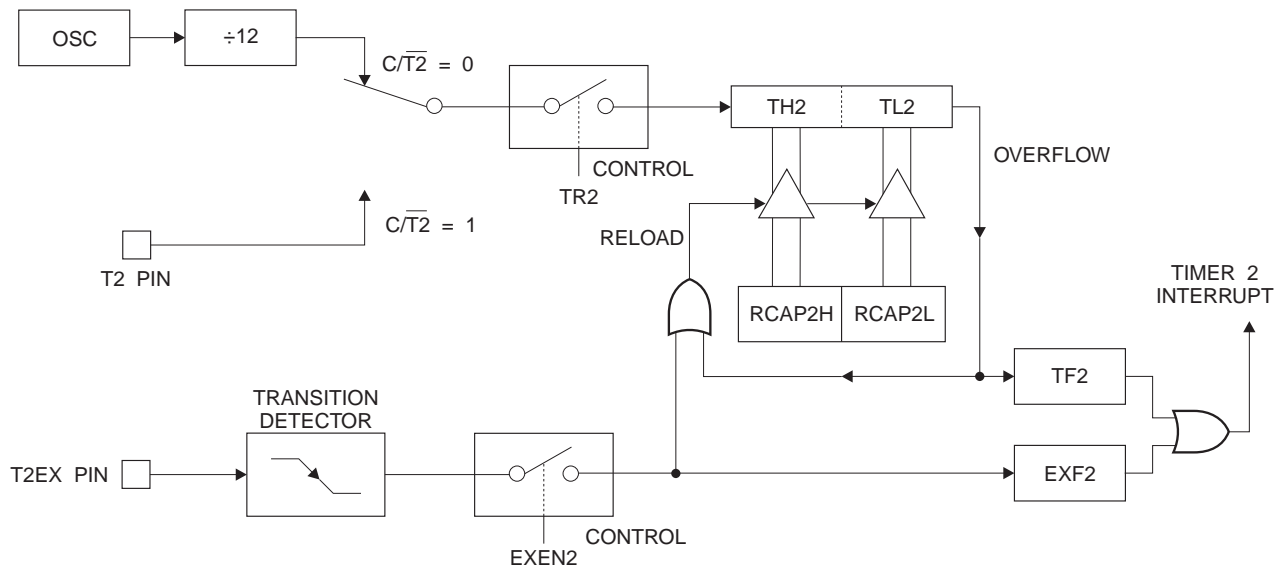 OSC
÷12
C/T2̅ = 0
TH2
TL2
OVERFLOW
CONTROL
TR2
C/T2̅ = 1
T2 PIN
RELOAD
RCAP2H
RCAP2L
TIMER 2
INTERRUPT
TF2
TRANSITION
DETECTOR
T2EX PIN
EXF2
CONTROL
EXEN2